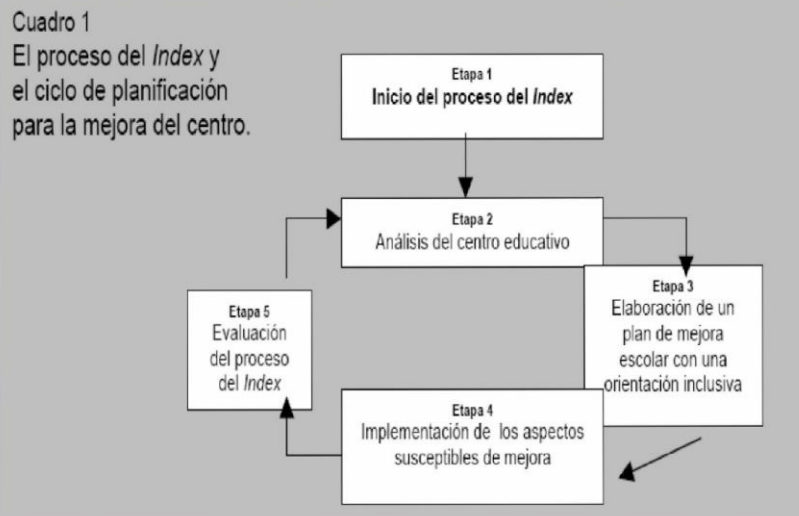 Cuadro 1
El proceso del Index y
el ciclo de planificación
para la mejora del centro.
Etapa 1
Inicio del proceso del Index
Etapa 2
Análisis del centro educativo
Etapa 3
Elaboración de un
plan de mejora
escolar con una
orientación inclusiva
Etapa 4
Implementación de los aspectos
susceptibles de mejora
Etapa 5
Evaluación
del proceso
del Index